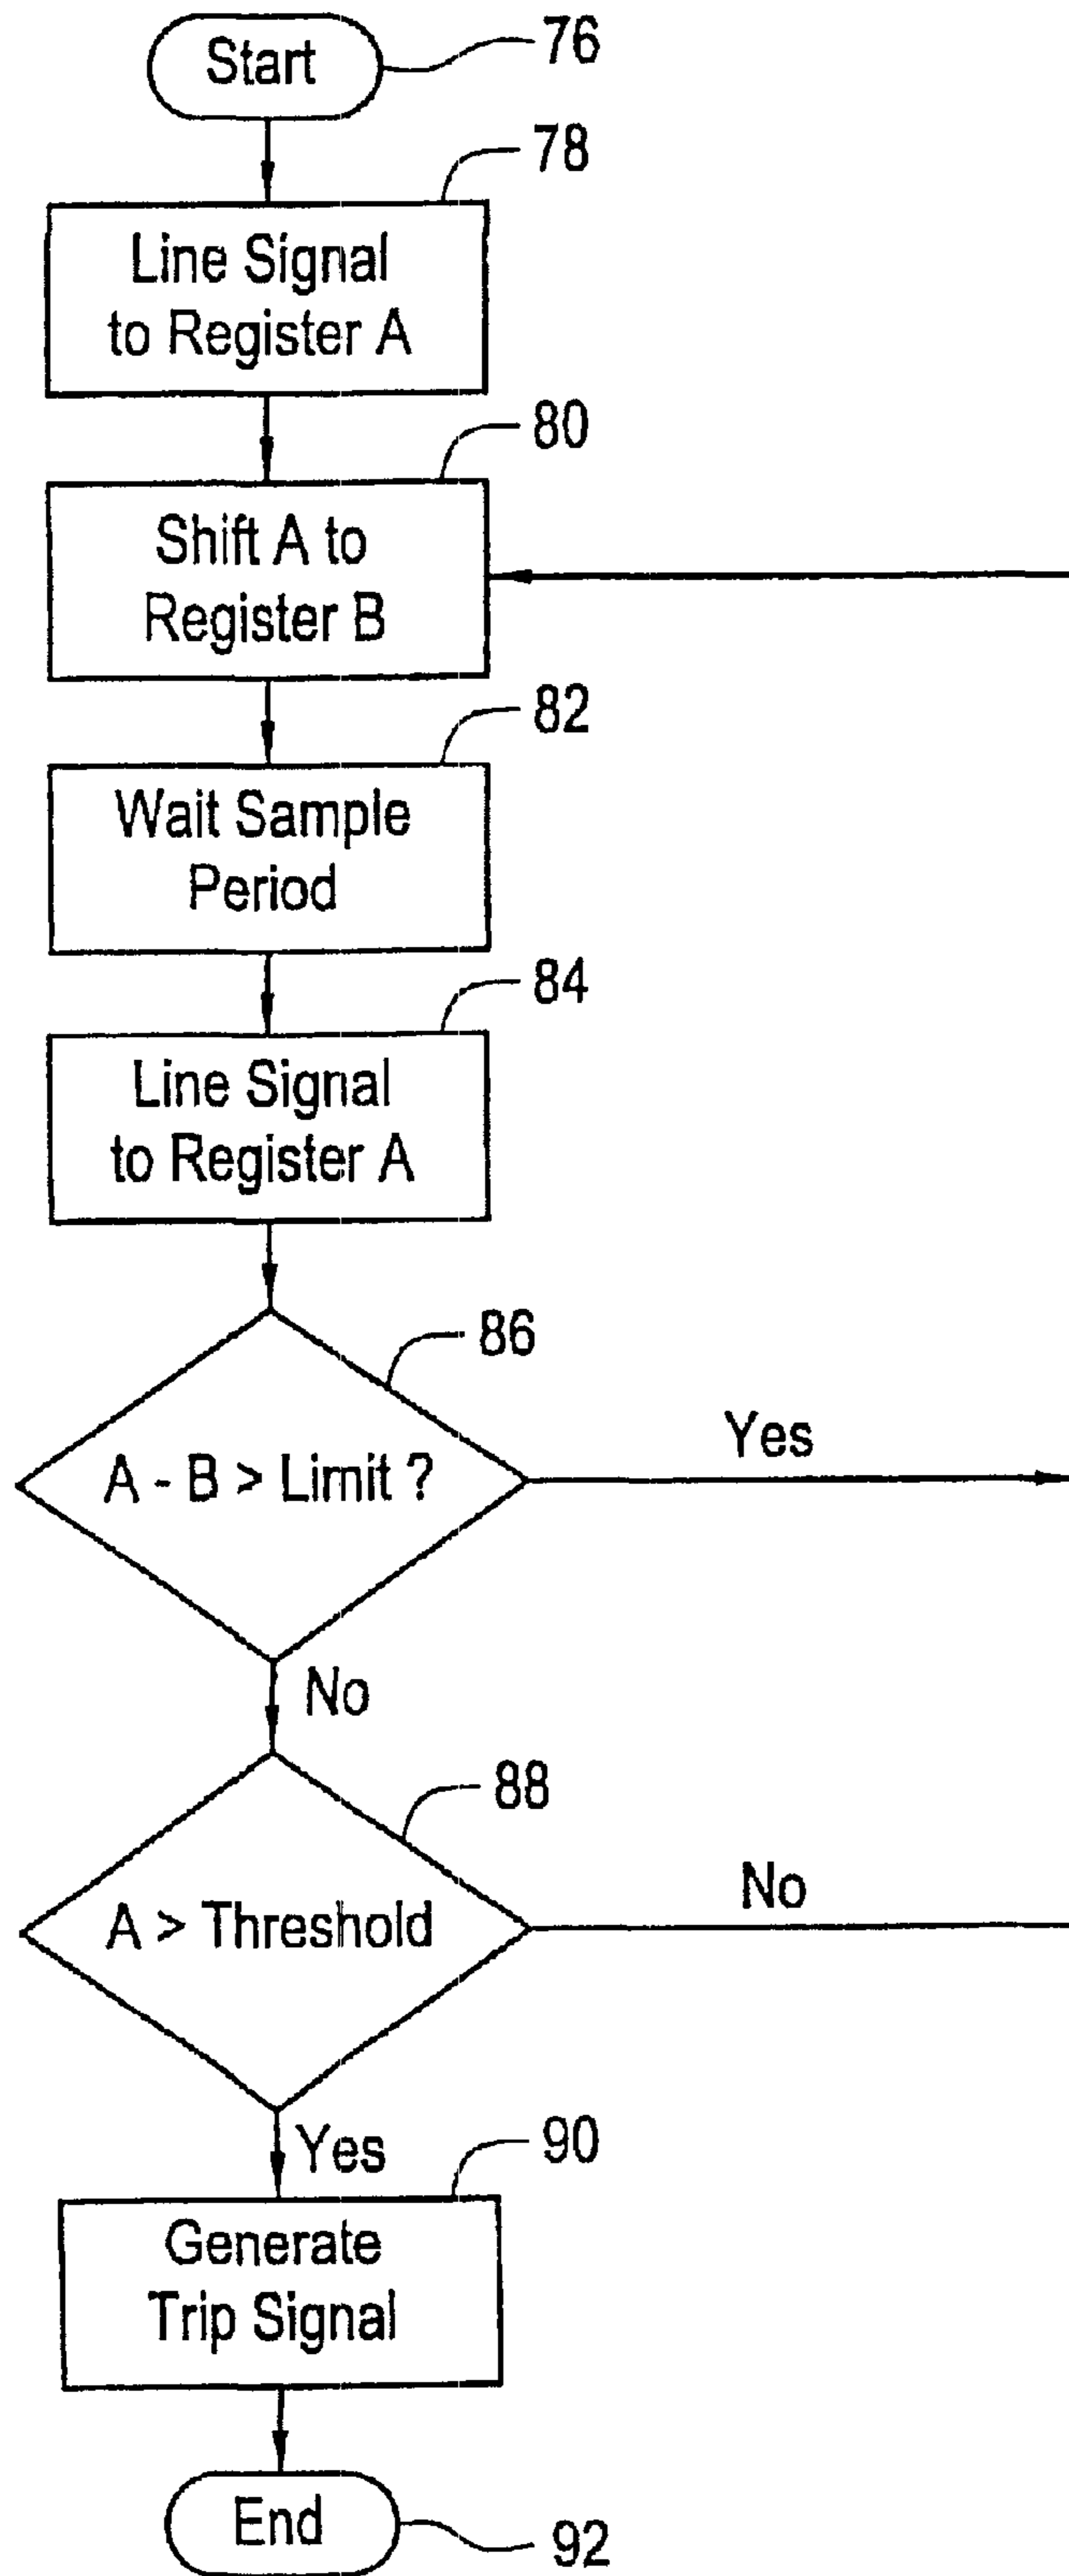 Start
76
78
Line Signal
to Register A
80
Shift A to
Register B
82
Wait Sample
Period
84
Line Signal
to Register A
86
A - B > Limit ?
Yes
No
88
A > Threshold
No
Yes
90
Generate
Trip Signal
End
92